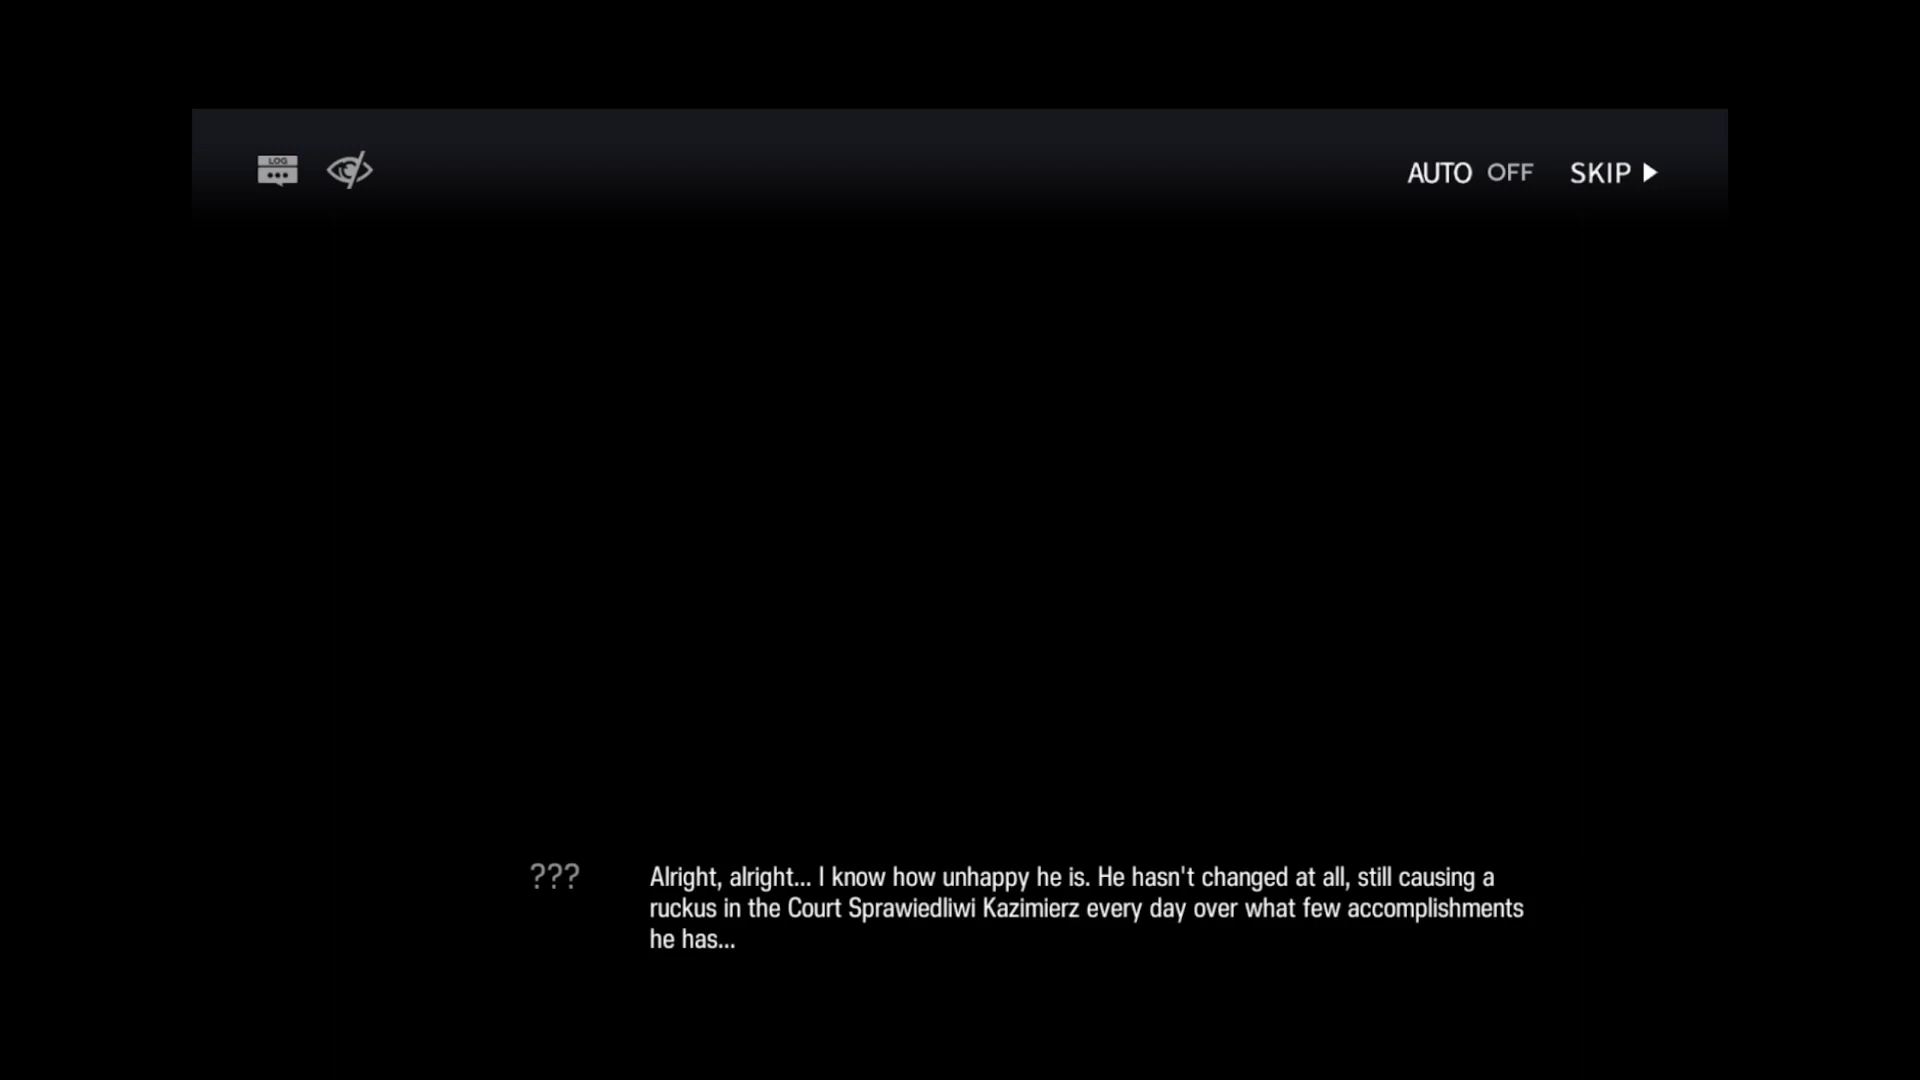 LOG
AUTO OFF SKIP
??? Alright, alright... I know how unhappy he is. He hasn't changed at all, still causing a
ruckus in the Court Sprawiedliwi Kazimierz every day over what few accomplishments
he has...